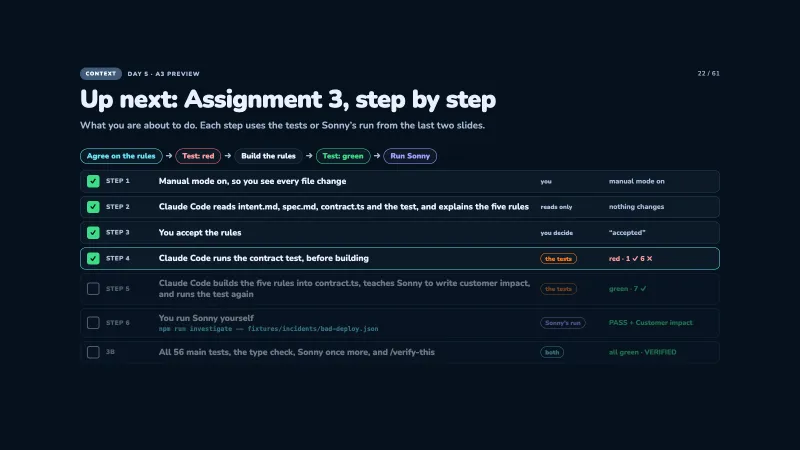 CONTEXT DAY 5 · A3 PREVIEW 22 / 61
Up next: Assignment 3, step by step
What you are about to do. Each step uses the tests or Sonny's run from the last two slides.
Agree on the rules → Test: red → Build the rules → Test: green → Run Sonny
STEP 1 Manual mode on, so you see every file change you manual mode on
STEP 2 Claude Code reads intent.md, spec.md, contract.ts and the test, and explains the five rules reads only nothing changes
STEP 3 You accept the rules you decide “accepted”
STEP 4 Claude Code runs the contract test, before building the tests red · 1 ✓ 6 ✕
STEP 5 Claude Code builds the five rules into contract.ts, teaches Sonny to write customer impact, the tests green · 7 ✓
and runs the test again
STEP 6 You run Sonny yourself Sonny's run PASS + Customer impact
npm run investigate -- fixtures/incidents/bad-deploy.json
3B All 56 main tests, the type check, Sonny once more, and /verify-this both all green · VERIFIED